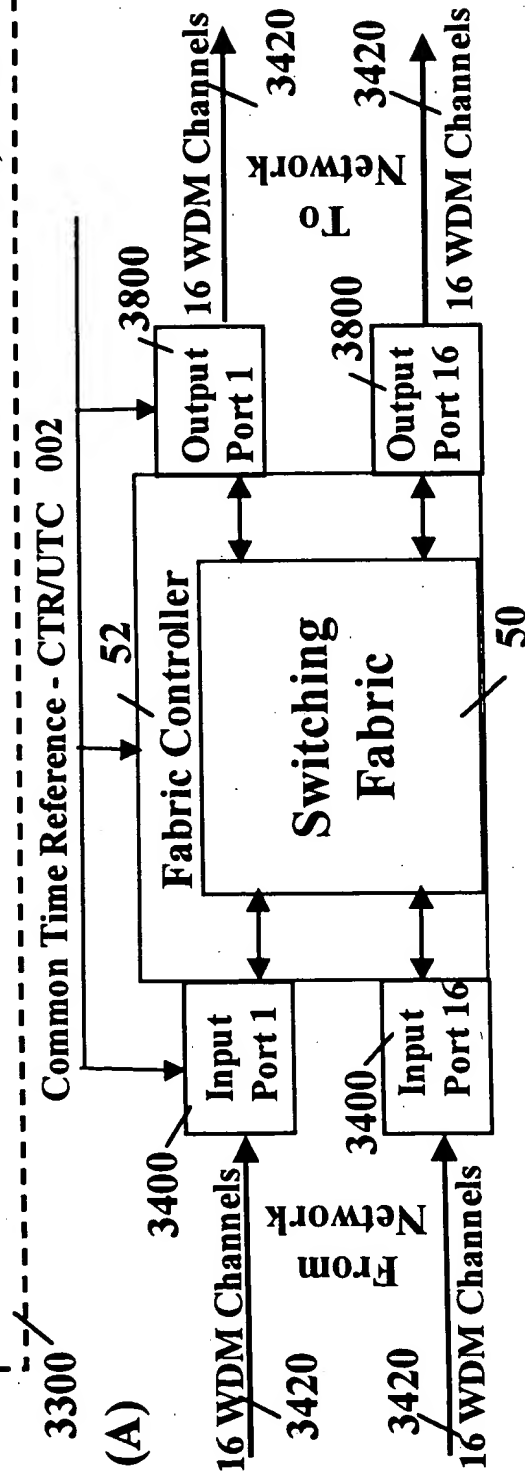 3300
(A)
Common Time Reference - CTR/UTC 002
52
Fabric Controller
Switching
Fabric
50
3400
Input
Port 1
3400
Input
Port 16
16 WDM Channels
3420
From
Network
16 WDM Channels
3420
3800
Output
Port 1
3800
Output
Port 16
16 WDM Channels
3420
To
Network
16 WDM Channels
3420